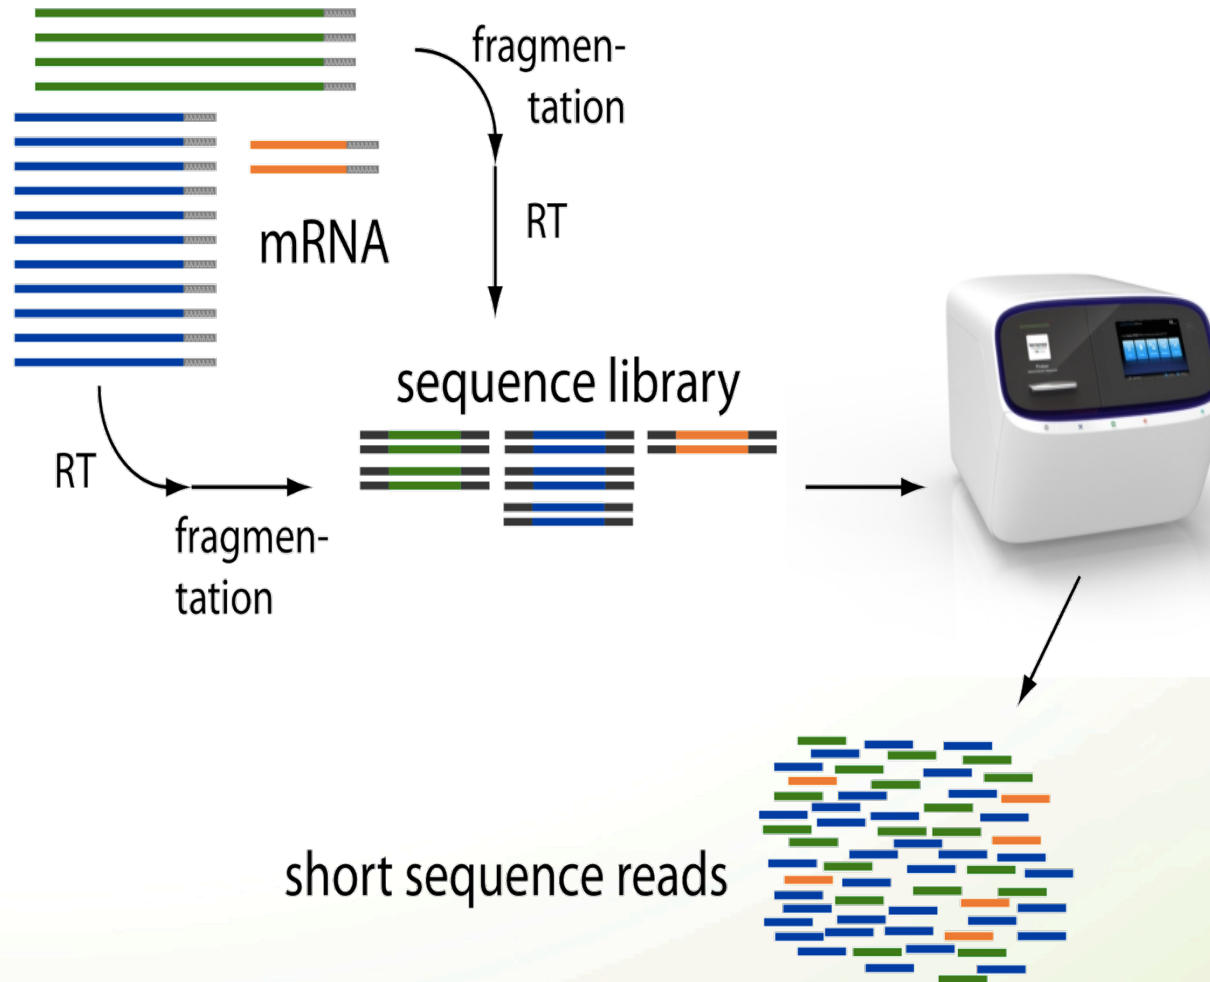 fragmen-
tation
mRNA
RT
sequence library
RT
fragmen-
tation
short sequence reads